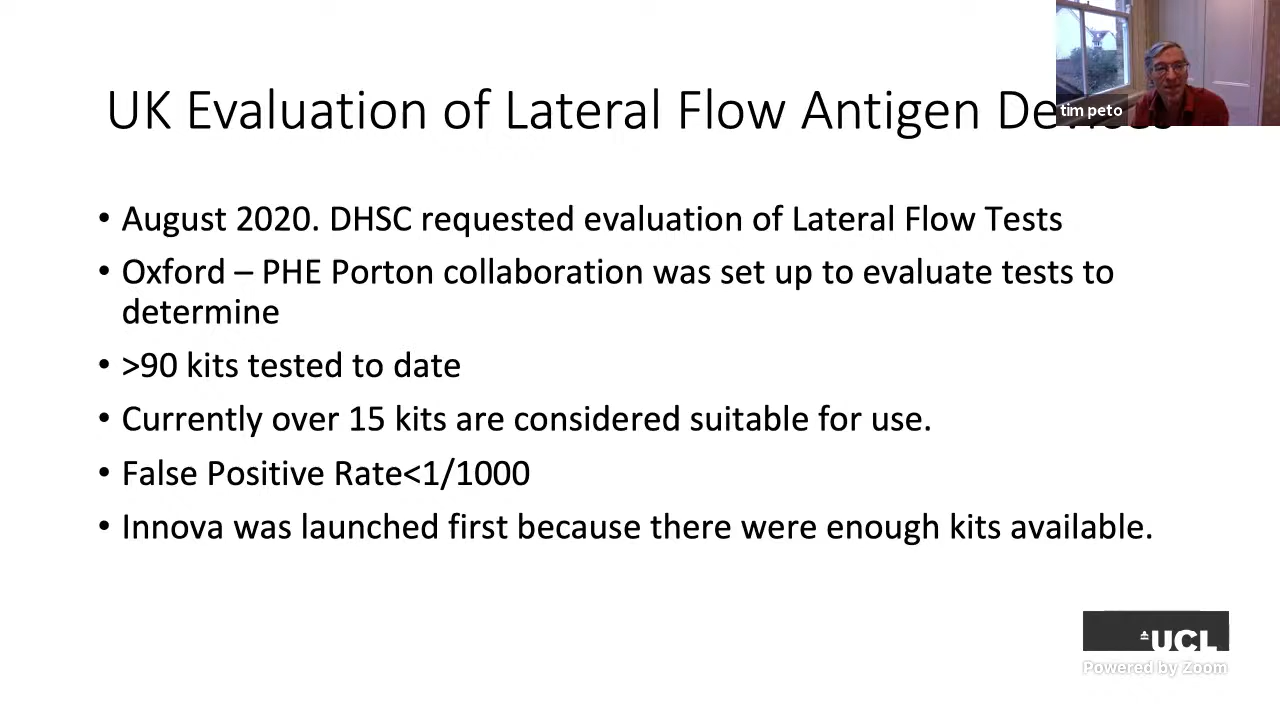 UK Evaluation of Lateral Flow Antigen Devices
tim peto
• August 2020. DHSC requested evaluation of Lateral Flow Tests
• Oxford – PHE Porton collaboration was set up to evaluate tests to
determine
• >90 kits tested to date
• Currently over 15 kits are considered suitable for use.
• False Positive Rate<1/1000
• Innova was launched first because there were enough kits available.
UCL
Powered by Zoom